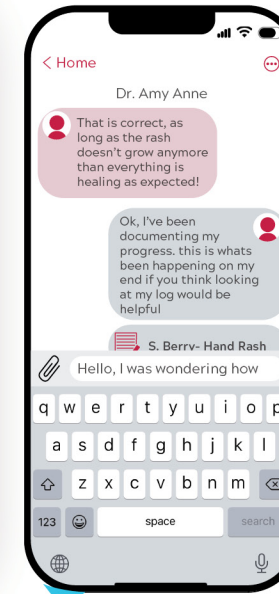 < Home
Dr. Amy Anne
That is correct, as
long as the rash
doesn't grow anymore
than everything is
healing as expected!
Ok, I've been
documenting my
progress. this is whats
been happening on my
end if you think looking
at my log would be
helpful
S. Berry- Hand Rash
Hello, I was wondering how
q w e r t y u i o p
a s d f g h j k l
z x c v b n m
123 space search